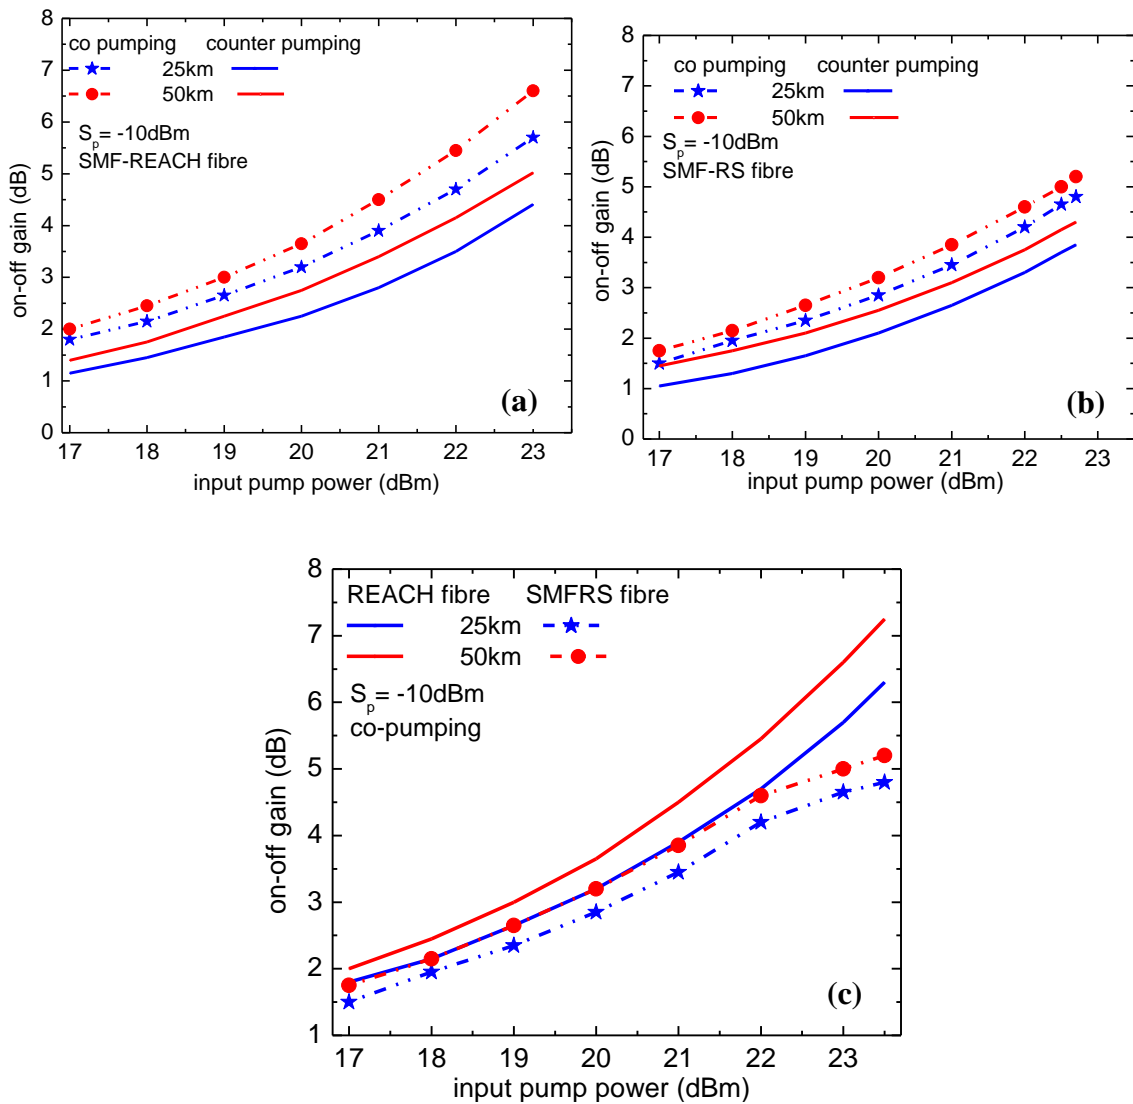 co pumping counter pumping
25km
50km
Sp= -10dBm
SMF-REACH fibre
on-off gain (dB)
8
7
6
5
4
3
2
1
0
17 18 19 20 21 22 23
input pump power (dBm)
(a)
co pumping counter pumping
25km
50km
Sp= -10dBm
SMF-RS fibre
on-off gain (dB)
8
7
6
5
4
3
2
1
0
17 18 19 20 21 22 23
input pump power (dBm)
(b)
REACH fibre SMFRS fibre
25km
50km
Sp= -10dBm
co-pumping
on-off gain (dB)
8
7
6
5
4
3
2
1
17 18 19 20 21 22 23
input pump power (dBm)
(c)